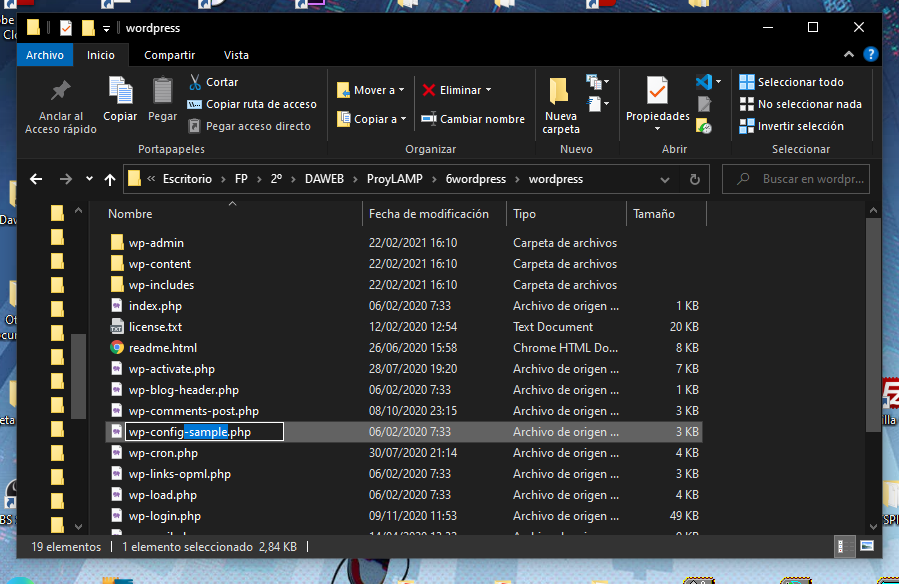 wordpress
Archivo Inicio Compartir Vista
Anclar al Acceso rápido
Copiar
Pegar
Cortar
Copiar ruta de acceso
Pegar acceso directo
Portapapeles
Mover a
Copiar a
Eliminar
Cambiar nombre
Organizar
Nueva carpeta
Nuevo
Propiedades
Abrir
Seleccionar todo
No seleccionar nada
Invertir selección
Seleccionar
« Escritorio > FP > 2º > DAWEB > ProyLAMP > 6wordpress > wordpress
Buscar en wordpr...
Nombre Fecha de modificación Tipo Tamaño
wp-admin 22/02/2021 16:10 Carpeta de archivos
wp-content 22/02/2021 16:10 Carpeta de archivos
wp-includes 22/02/2021 16:10 Carpeta de archivos
index.php 06/02/2020 7:33 Archivo de origen ... 1 KB
license.txt 12/02/2020 12:54 Text Document 20 KB
readme.html 26/06/2020 15:58 Chrome HTML Do... 8 KB
wp-activate.php 28/07/2020 19:20 Archivo de origen ... 7 KB
wp-blog-header.php 06/02/2020 7:33 Archivo de origen ... 1 KB
wp-comments-post.php 08/10/2020 23:15 Archivo de origen ... 3 KB
wp-config-sample.php 06/02/2020 7:33 Archivo de origen ... 3 KB
wp-cron.php 30/07/2020 21:14 Archivo de origen ... 4 KB
wp-links-opml.php 06/02/2020 7:33 Archivo de origen ... 3 KB
wp-load.php 06/02/2020 7:33 Archivo de origen ... 4 KB
wp-login.php 09/11/2020 11:53 Archivo de origen ... 49 KB
19 elementos 1 elemento seleccionado 2,84 KB